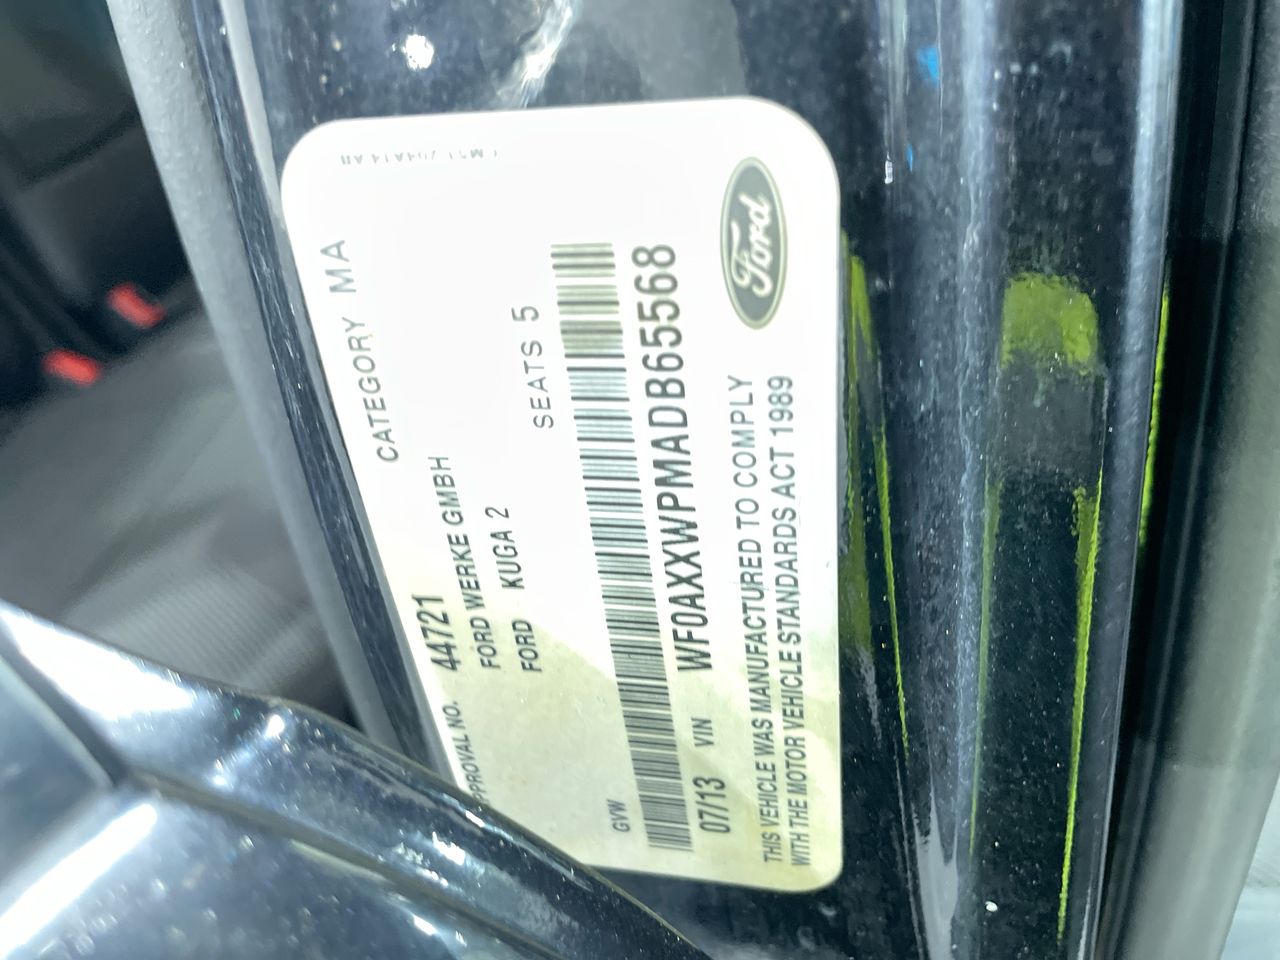 CATEGORY MA
APPROVAL NO. 44721
FORD WERKE GMBH
FORD KUGA 2
SEATS 5
GVW
07/13 VIN WF0AXXWPMADB65568
THIS VEHICLE WAS MANUFACTURED TO COMPLY
WITH THE MOTOR VEHICLE STANDARDS ACT 1989
Ford